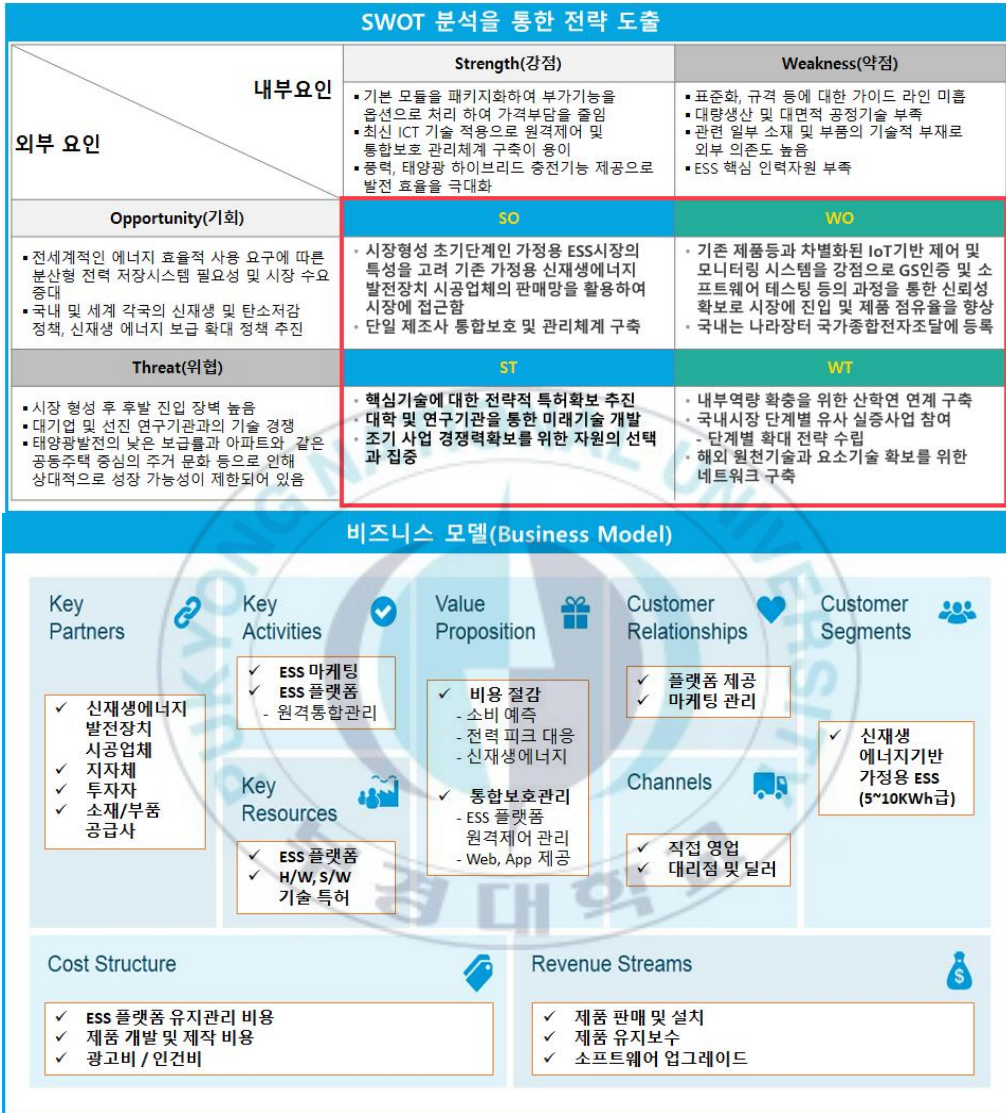 SWOT 분석을 통한 전략 도출
내부요인
외부 요인
Strength(강점)
▪ 기본 모듈을 패키지화하여 부가기능을
옵션으로 처리 하여 가격부담을 줄임
▪ 최신 ICT 기술 적용으로 원격제어 및
통합보호 관리체계 구축이 용이
▪ 풍력, 태양광 하이브리드 충전기능 제공으로
발전 효율을 극대화
Weakness(약점)
▪ 표준화, 규격 등에 대한 가이드 라인 미흡
▪ 대량생산 및 대면적 공정기술 부족
▪ 관련 일부 소재 및 부품의 기술적 부재로
외부 의존도 높음
▪ ESS 핵심 인력자원 부족
Opportunity(기회)
▪ 전세계적인 에너지 효율적 사용 요구에 따른
분산형 전력 저장시스템 필요성 및 시장 수요
증대
▪ 국내 및 세계 각국의 신재생 및 탄소저감
정책, 신재생 에너지 보급 확대 정책 추진
SO
• 시장형성 초기단계인 가정용 ESS시장의
특성을 고려 기존 가정용 신재생에너지
발전장치 시공업체의 판매망을 활용하여
시장에 접근함
• 단일 제조사 통합보호 및 관리체계 구축
WO
• 기존 제품등과 차별화된 IoT기반 제어 및
모니터링 시스템을 강점으로 GS인증 및 소
프트웨어 테스팅 등의 과정을 통한 신뢰성
확보로 시장에 진입 및 제품 점유율을 향상
• 국내는 나라장터 국가종합전자조달에 등록
Threat(위협)
▪ 시장 형성 후 후발 진입 장벽 높음
▪ 대기업 및 선진 연구기관과의 기술 경쟁
▪ 태양광발전의 낮은 보급률과 아파트와 같은
공동주택 중심의 주거 문화 등으로 인해
상대적으로 성장 가능성이 제한되어 있음
ST
• 핵심기술에 대한 전략적 특허확보 추진
• 대학 및 연구기관을 통한 미래기술 개발
• 조기 사업 경쟁력확보를 위한 자원의 선택
과 집중
WT
• 내부역량 확충을 위한 산학연 연계 구축
• 국내시장 단계별 유사 실증사업 참여
- 단계별 확대 전략 수립
• 해외 원천기술과 요소기술 확보를 위한
네트워크 구축
비즈니스 모델(Business Model)
Key
Partners
✓ 신재생에너지
발전장치
시공업체
✓ 지자체
✓ 투자자
✓ 소재/부품
공급사
Key
Activities
✓ ESS 마케팅
✓ ESS 플랫폼
- 원격통합관리
Key
Resources
✓ ESS 플랫폼
✓ H/W, S/W
기술 특허
Value
Proposition
✓ 비용 절감
- 소비 예측
- 전력 피크 대응
- 신재생에너지
✓ 통합보호관리
- ESS 플랫폼
원격제어 관리
- Web, App 제공
Customer
Relationships
✓ 플랫폼 제공
✓ 마케팅 관리
Channels
✓ 직접 영업
✓ 대리점 및 딜러
Customer
Segments
✓ 신재생
에너지기반
가정용 ESS
(5~10KWh급)
Cost Structure
✓ ESS 플랫폼 유지관리 비용
✓ 제품 개발 및 제작 비용
✓ 광고비 / 인건비
Revenue Streams
$
✓ 제품 판매 및 설치
✓ 제품 유지보수
✓ 소프트웨어 업그레이드
PUKYONG NATIONAL UNIVERSITY
부경대학교